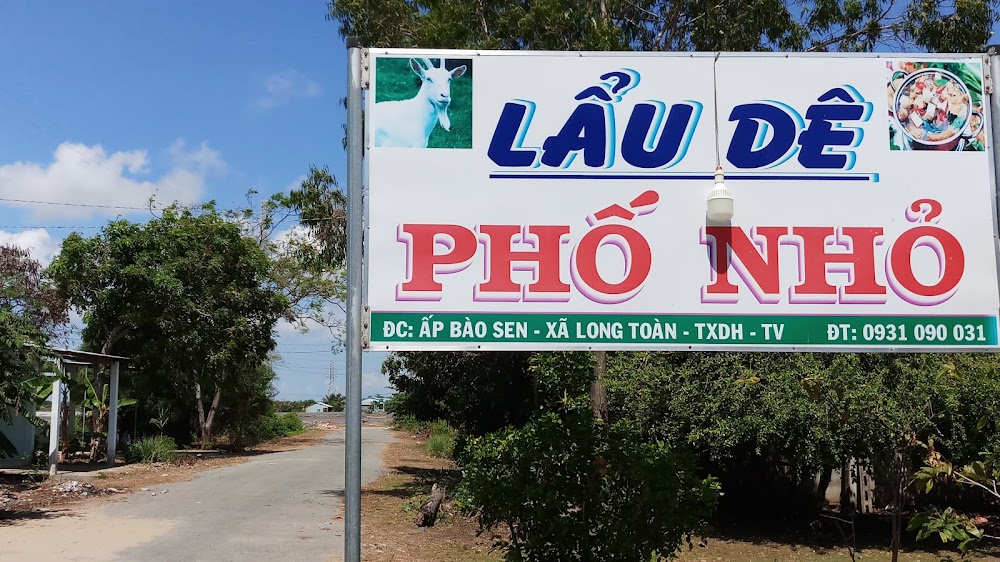 LẨU DÊ
PHỐ NHỎ
ĐC: ẤP BÀO SEN - XÃ LONG TOÀN - TXDH - TV ĐT: 0931 090 031